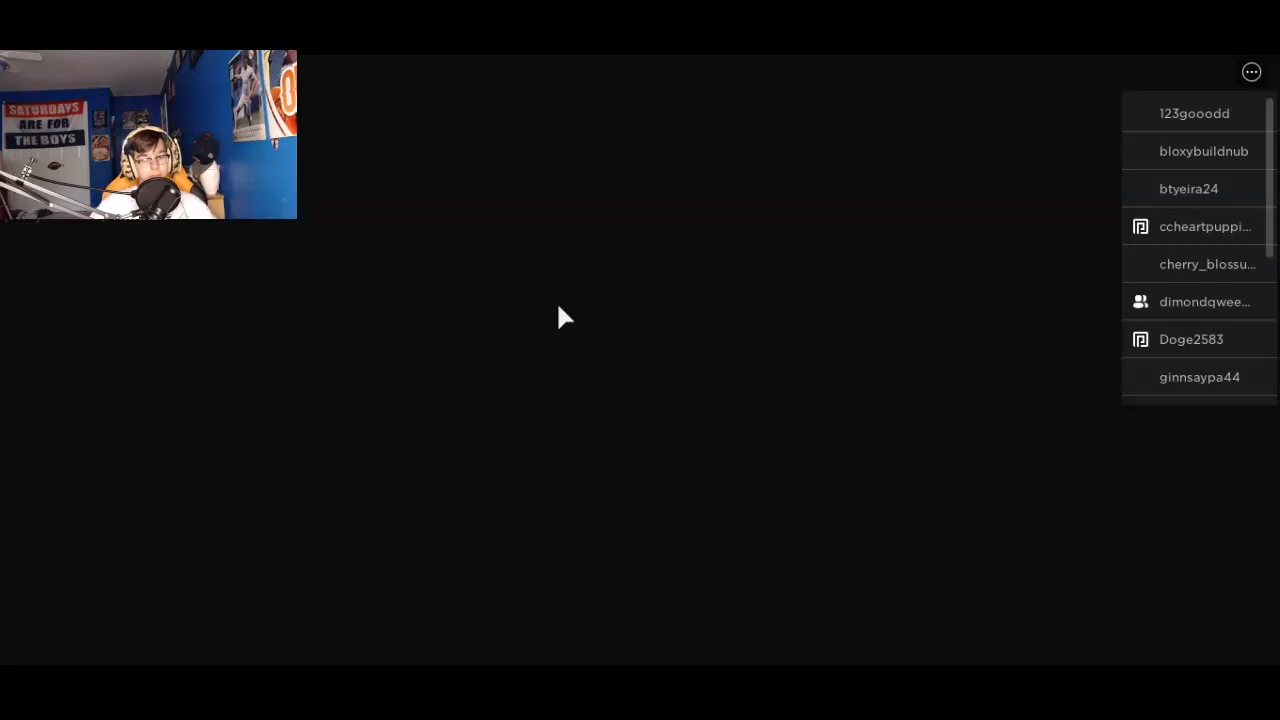 SATURDAYS
ARE FOR
THE BOYS
123gooodd
bloxybuildnub
btyeira24
ccheartpuppi...
cherry_blossu...
dimondqwee...
Doge2583
ginnsaypa44